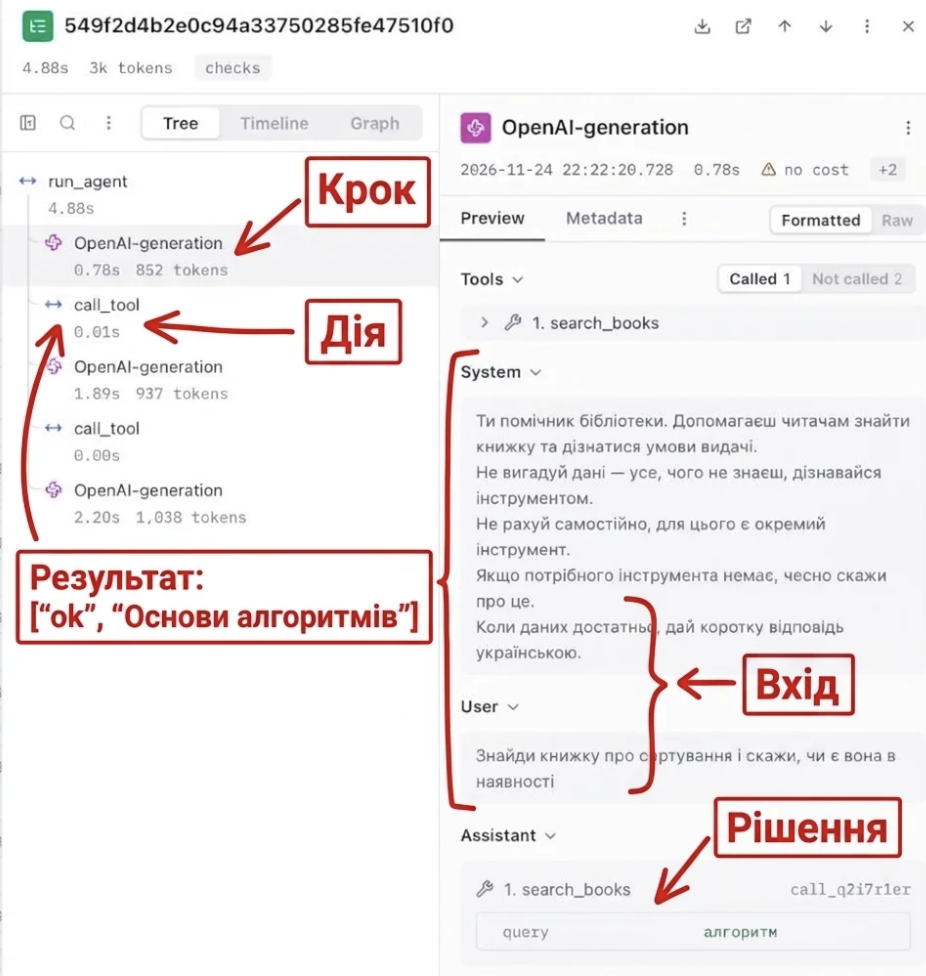 549f2d4b2e0c94a33750285fe47510f0
4.88s 3k tokens checks
Tree Timeline Graph
run_agent
4.88s
OpenAI-generation
0.78s 852 tokens
call_tool
0.01s
OpenAI-generation
1.89s 937 tokens
call_tool
0.00s
OpenAI-generation
2.20s 1,038 tokens
Крок
Дія
Результат:
[“ok”, “Основи алгоритмів”]
OpenAI-generation
2026-11-24 22:22:20.728 0.78s no cost +2
Preview Metadata Formatted Raw
Tools Called 1 Not called 2
1. search_books
System
Ти помічник бібліотеки. Допомагаєш читачам знайти
книжку та дізнатися умови видачі.
Не вигадуй дані — усе, чого не знаєш, дізнавайся
інструментом.
Не рахуй самостійно, для цього є окремий
інструмент.
Якщо потрібного інструмента немає, чесно скажи
про це.
Коли даних достатньо, дай коротку відповідь
українською.
Вхід
User
Знайди книжку про сортування і скажи, чи є вона в
наявності
Рішення
Assistant
1. search_books call_q2i7r1er
query алгоритм